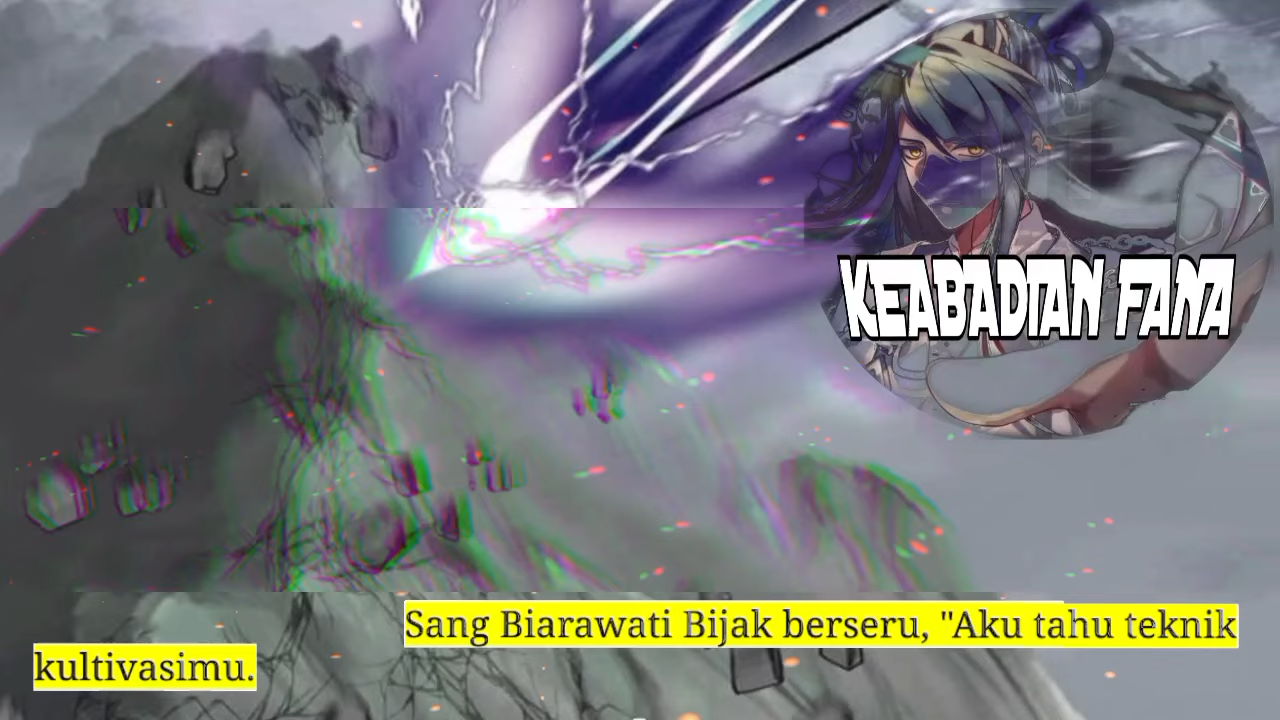 KEABADIAN FANA
Sang Biarawati Bijak berseru, "Aku tahu teknik
kultivasimu.